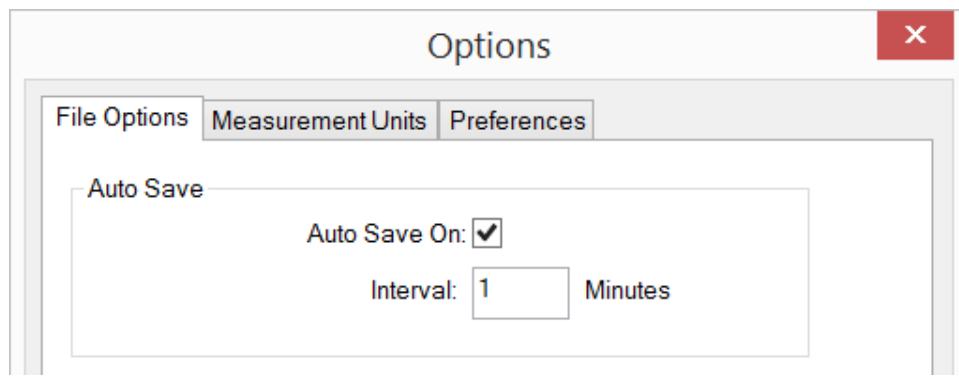 Options
File Options Measurement Units Preferences
Auto Save
Auto Save On:
Interval: 1 Minutes